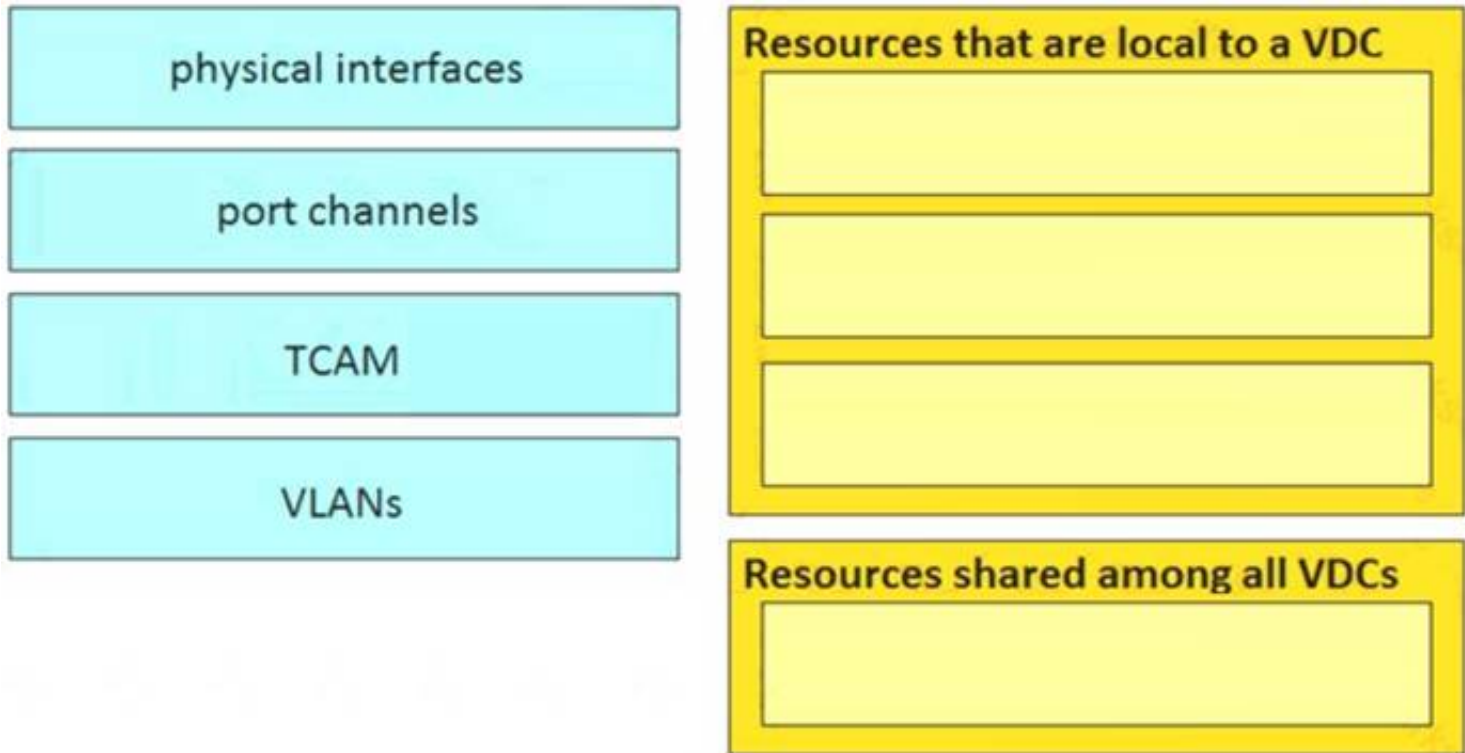 physical interfaces
port channels
TCAM
VLANs
Resources that are local to a VDC
Resources shared among all VDCs